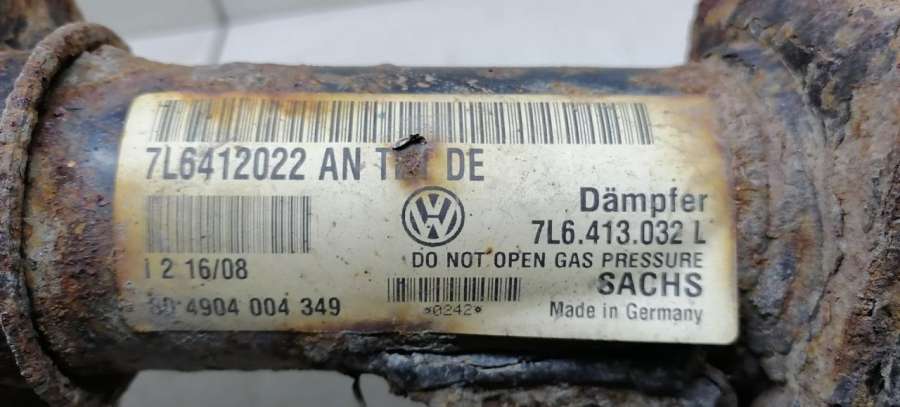 7L6412022 AN DE
Dämpfer
7L6.413.032 L
DO NOT OPEN GAS PRESSURE
SACHS
Made in Germany
1 2 16/08
4904 004 349
*0242*